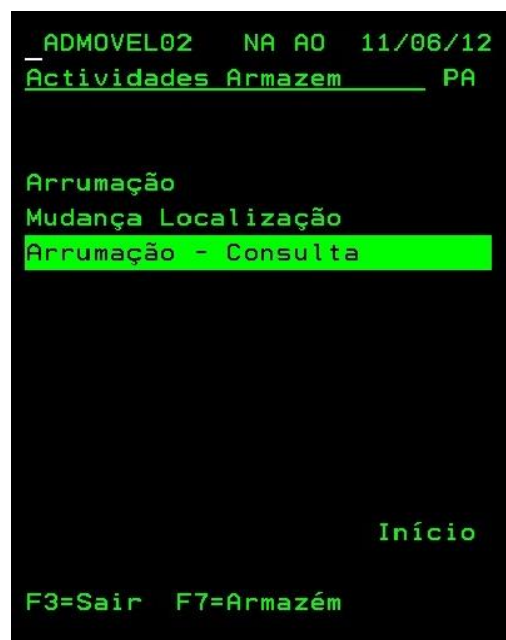 ADMOVEL02 NA AO 11/06/12
Actividades Armazem PA
Arrumação
Mudança Localização
Arrumação - Consulta
Início
F3=Sair F7=Armazém